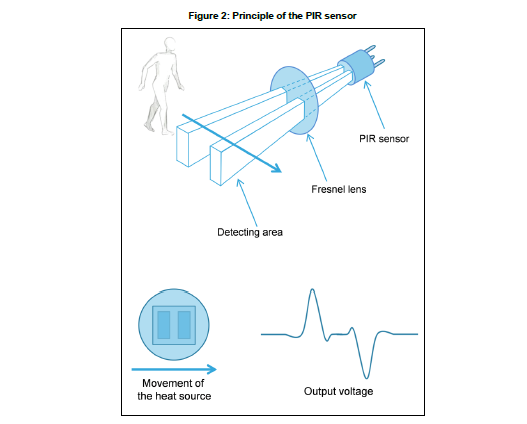 Figure 2: Principle of the PIR sensor
PIR sensor
Fresnel lens
Detecting area
Movement of
the heat source
Output voltage